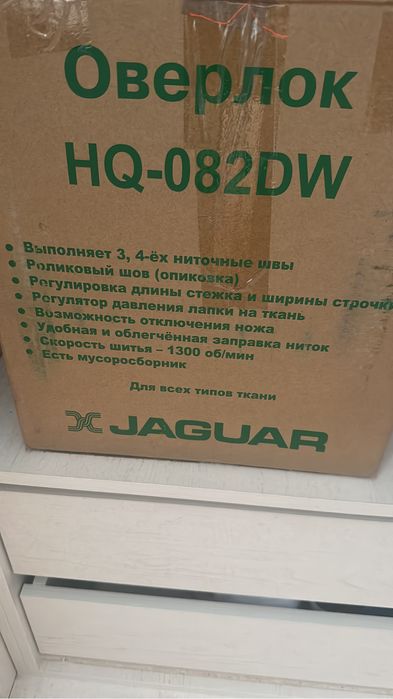 Оверлок
HQ-082DW
Выполняет 3, 4-ёх ниточные швы
Роликовый шов (опиковка)
Регулировка длины стежка и ширины строчки
Регулятор давления лапки на ткань
Возможность отключения ножа
Удобная и облегчённая заправка ниток
Скорость шитья – 1300 об/мин
Есть мусоросборник
Для всех типов ткани
JAGUAR